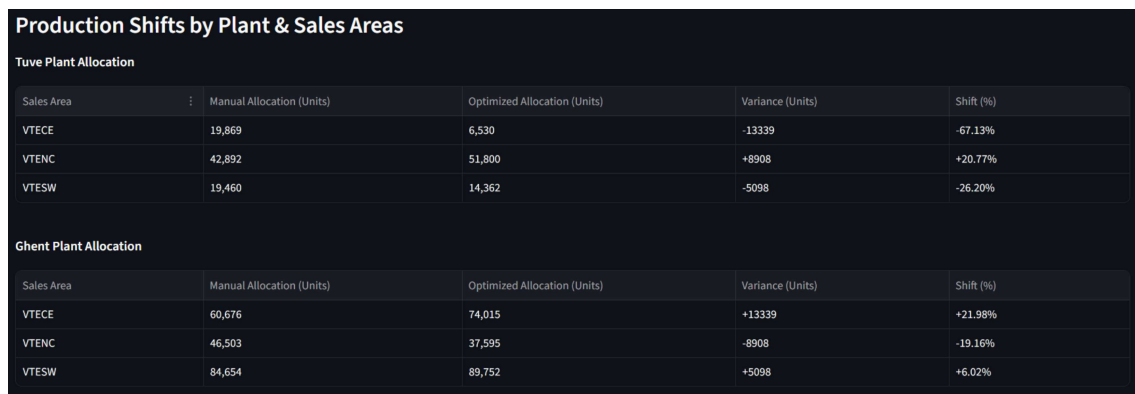 Production Shifts by Plant & Sales Areas
Tuve Plant Allocation
Sales Area Manual Allocation (Units) Optimized Allocation (Units) Variance (Units) Shift (%)
VTECE 19,869 6,530 -13339 -67.13%
VTENC 42,892 51,800 +8908 +20.77%
VTESW 19,460 14,362 -5098 -26.20%
Ghent Plant Allocation
Sales Area Manual Allocation (Units) Optimized Allocation (Units) Variance (Units) Shift (%)
VTECE 60,676 74,015 +13339 +21.98%
VTENC 46,503 37,595 -8908 -19.16%
VTESW 84,654 89,752 +5098 +6.02%